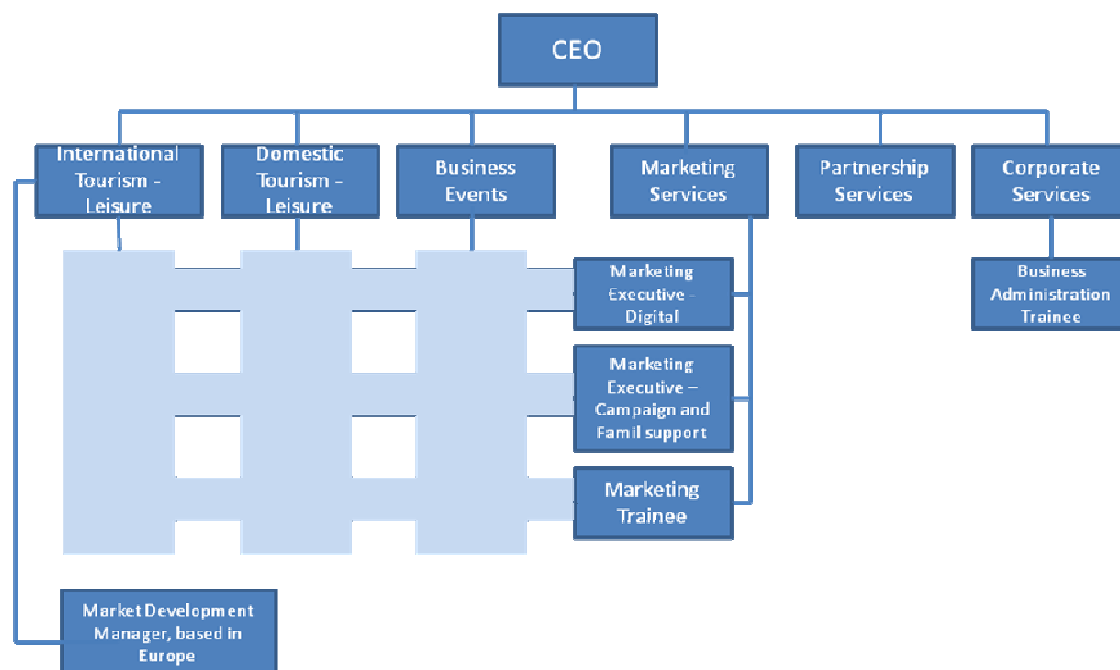 CEO
International
Tourism -
Leisure
Domestic
Tourism -
Leisure
Business
Events
Marketing
Services
Partnership
Services
Corporate
Services
Marketing
Executive -
Digital
Business
Administration
Trainee
Marketing
Executive –
Campaign and
Famil support
Marketing
Trainee
Market Development
Manager, based in
Europe